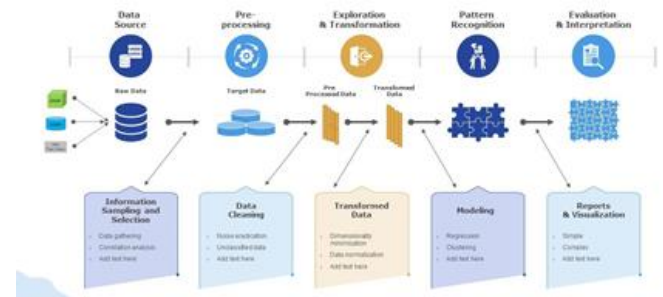 Data
Source
Pre-
processing
Exploration
& Transformation
Pattern
Recognition
Evaluation
& Interpretation
Raw Data
Target Data
Pre
Processed Data
Transformed
Data
Information
Sampling and
Selection
Data gathering
Correlation analysis
Add text here
Data
Cleaning
Noise eradication
Unclassified data
Add text here
Transformed
Data
Dimensionality
minimization
Data normalization
Add text here
Modeling
Regression
Clustering
Add text here
Reports
& Visualization
Simple
Complex
Add text here